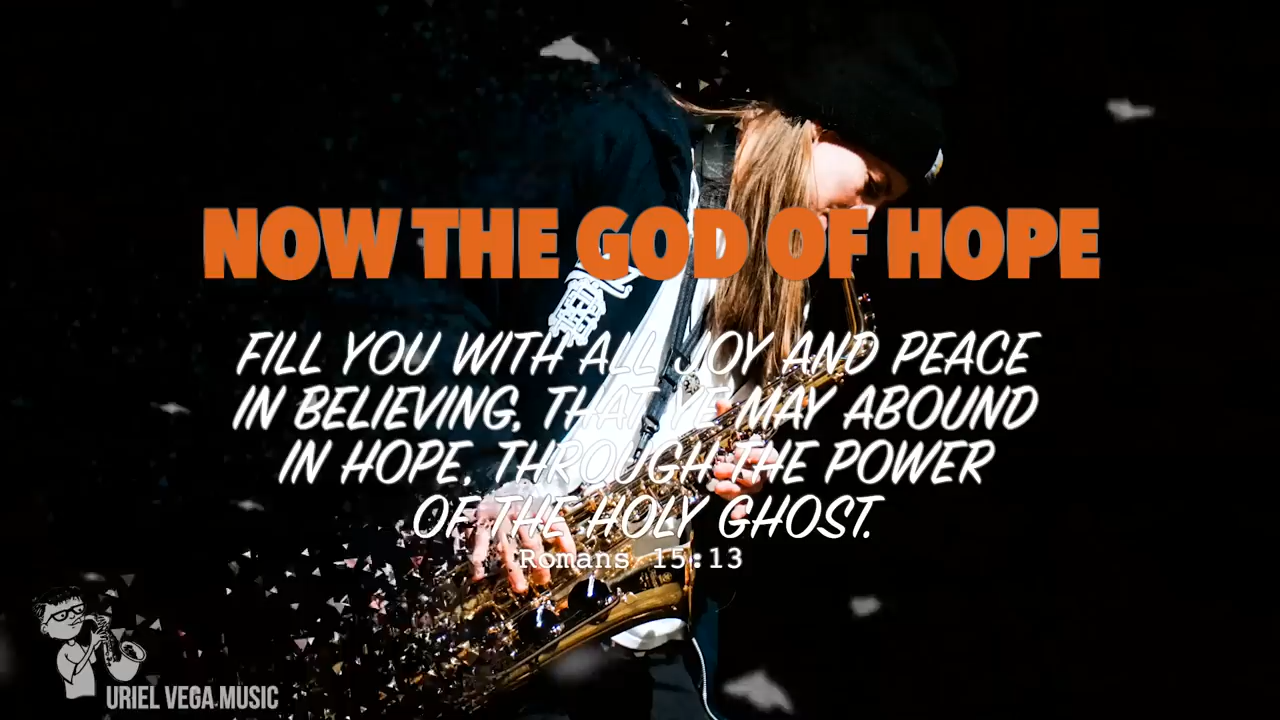 NOW THE GOD OF HOPE
FILL YOU WITH ALL JOY AND PEACE
IN BELIEVING, THAT YE MAY ABOUND
IN HOPE, THROUGH THE POWER
OF THE HOLY GHOST.
Romans 15:13
URIEL VEGA MUSIC